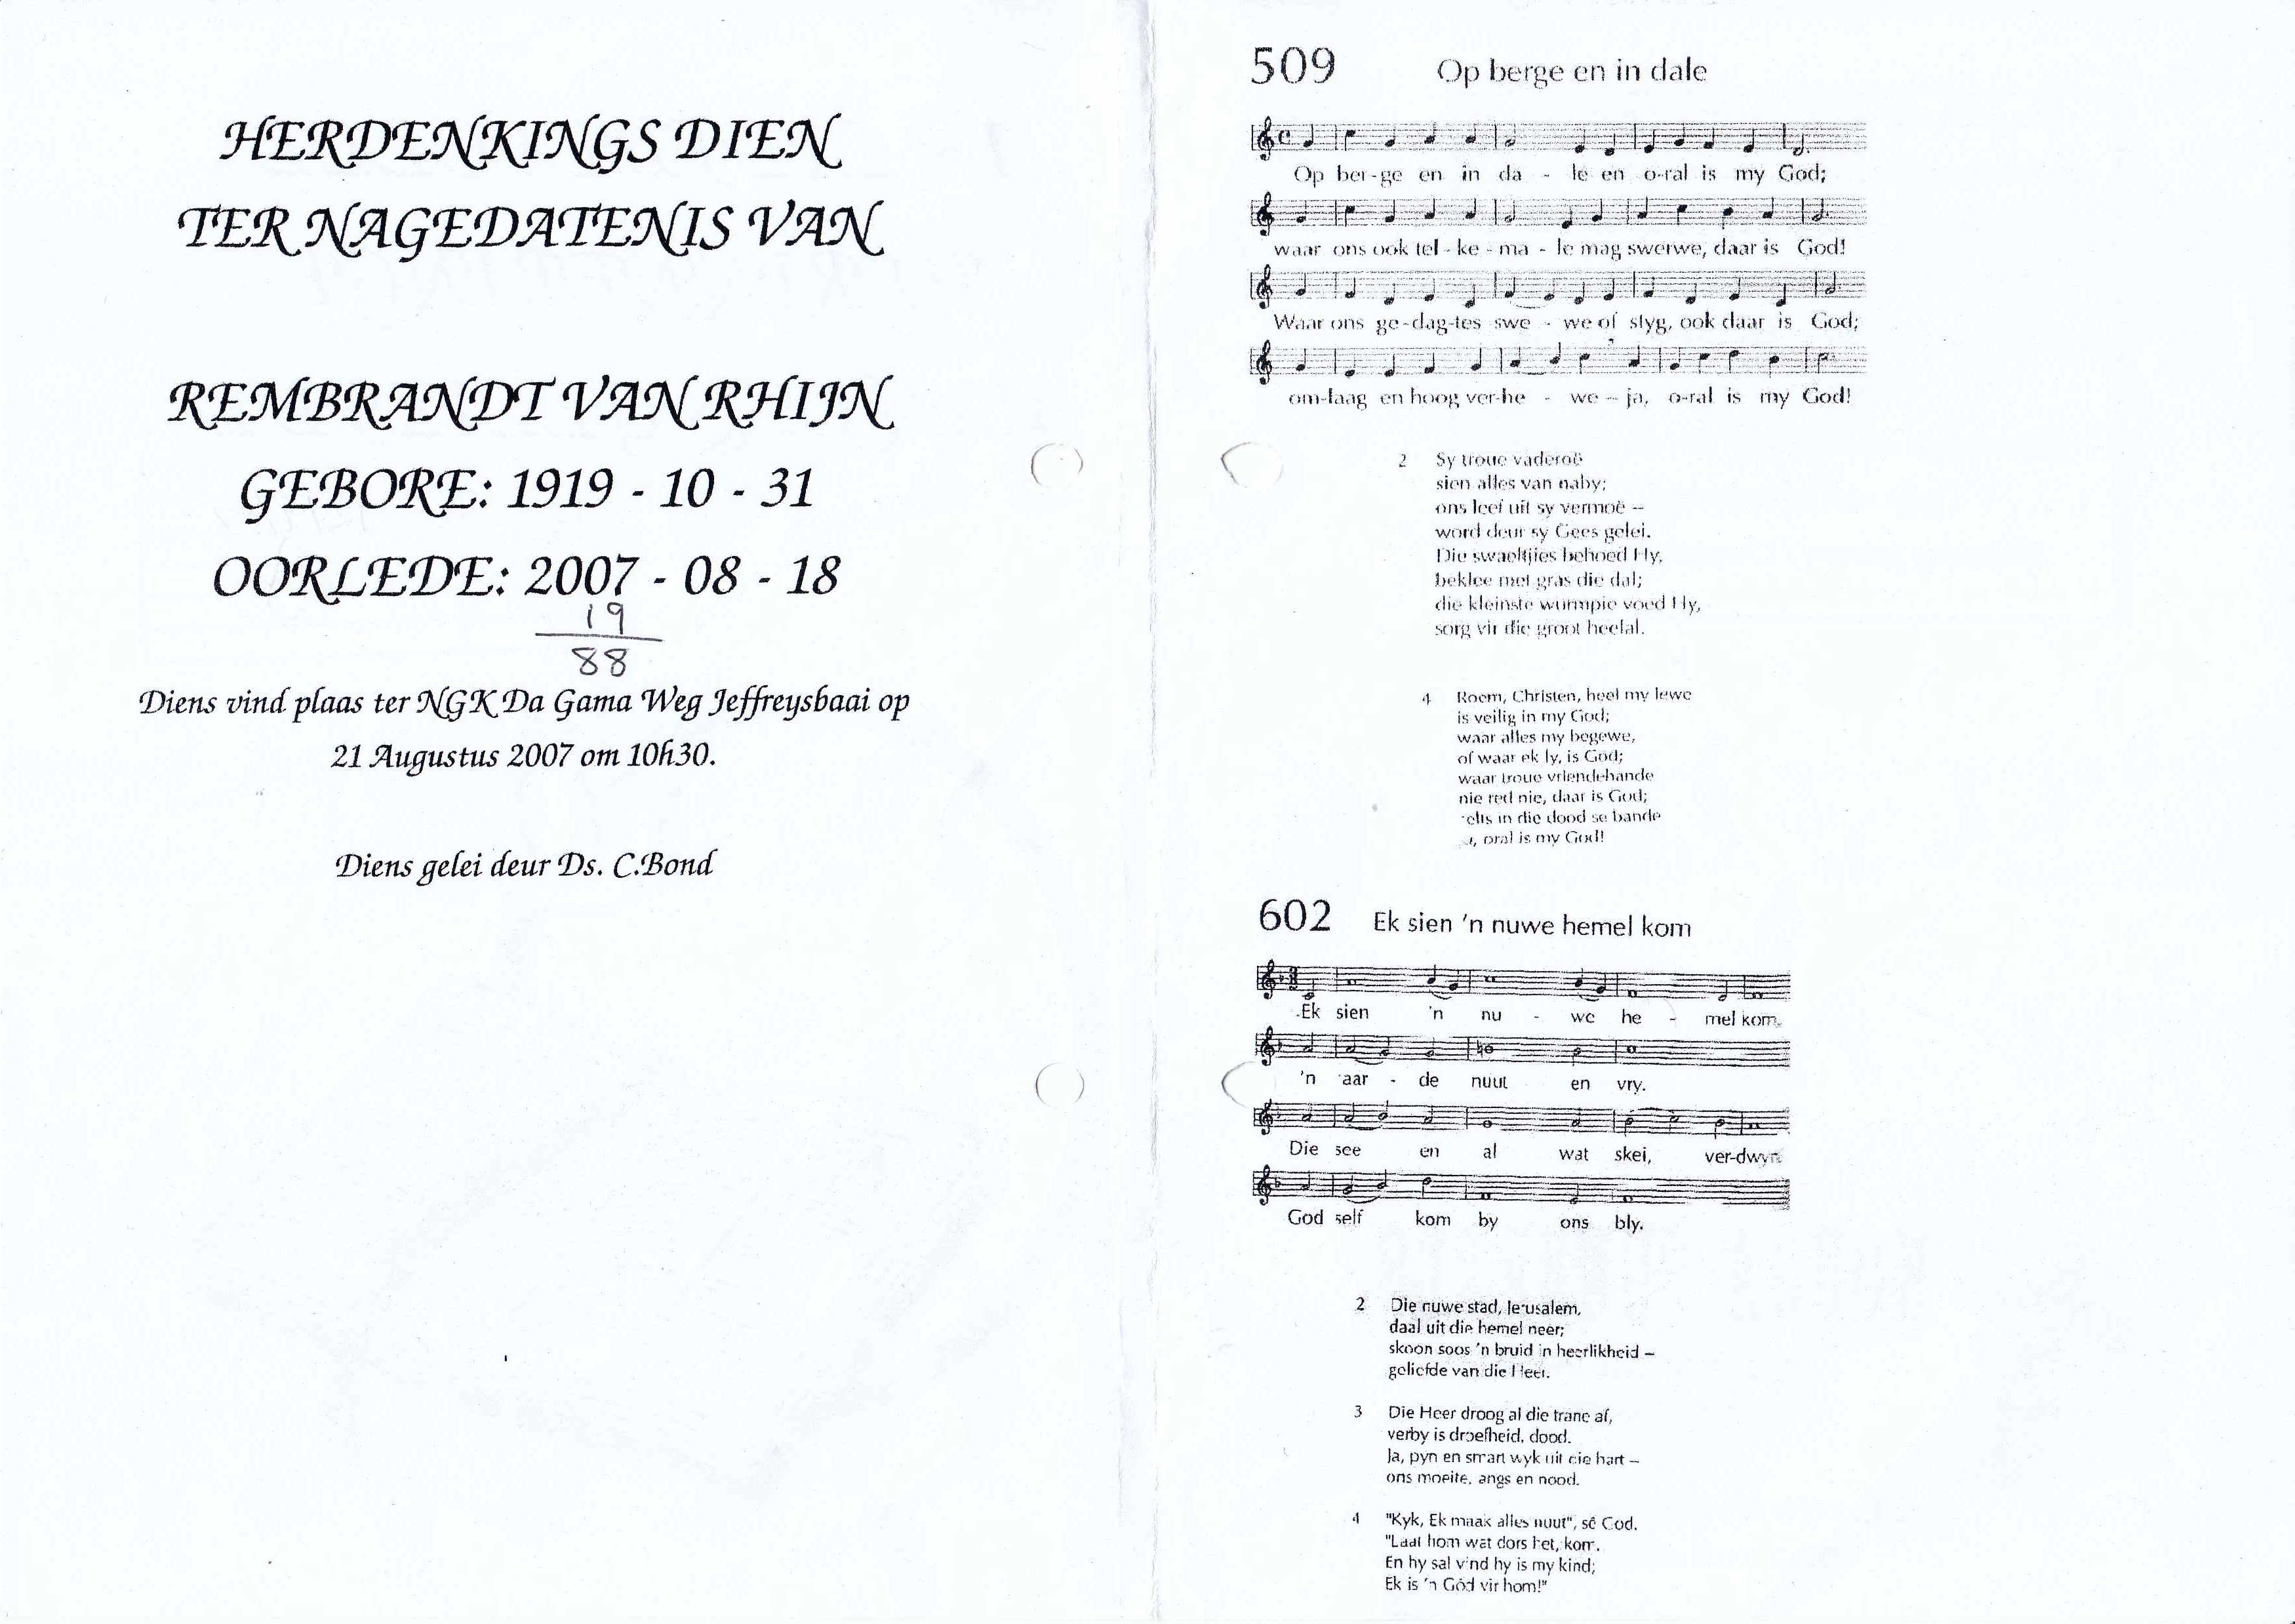 HERDENKINGS DIEN
TER NAGEDATENIS VAN
REMBRANDT VAN RHIJN
GEBORE: 1919 - 10 - 31
OORLEDE: 2007 - 08 - 18
19
88
Diens vind plaas ter NGK Da Gama Weg Jeffreysbaai op
21 Augustus 2007 om 10h30.
Diens gelei deur Ds. C.Bond
509 Op berge en in dale
Op ber-ge en in da - le en o-ral is my God;
waar ons ook tel - ke - ma - le mag swerwe, daar is God!
Waar ons ge-dag-tes swe - we of styg, ook daar is God;
om-laag en hoog ver-he - we – ja, o-ral is my God!
2 Sy troue vaderoë
sien alles van naby;
ons leef uit sy vermoë –
word deur sy Gees gelei.
Die swaeltjies behoed Hy,
beklee met gras die dal;
die kleinste wurmpie voed Hy,
sorg vir die groot heelal.
4 Roem, Christen, heel my lewe
is veilig in my God;
waar alles my begewe,
of waar ek ly, is God;
waar troue vriendehande
nie red nie, daar is God;
in die dood se bande
oral is my God!
602 Ek sien 'n nuwe hemel kom
Ek sien 'n nu - we he - mel kom,
'n aar - de nuut en vry.
Die see en al wat skei, ver-dwyn
God self kom by ons bly.
2 Die nuwe stad, Jerusalem,
daal uit die hemel neer;
skoon soos 'n bruid in heerlikheid –
geliefde van die Heer.
3 Die Heer droog al die trane af,
verby is droefheid, dood.
Ja, pyn en smart wyk uit die hart –
ons moeite, angs en nood.
4 "Kyk, Ek maak alles nuut", sê God.
"Laat hom wat dors het, kom.
En hy sal vind hy is my kind;
Ek is 'n God vir hom!"